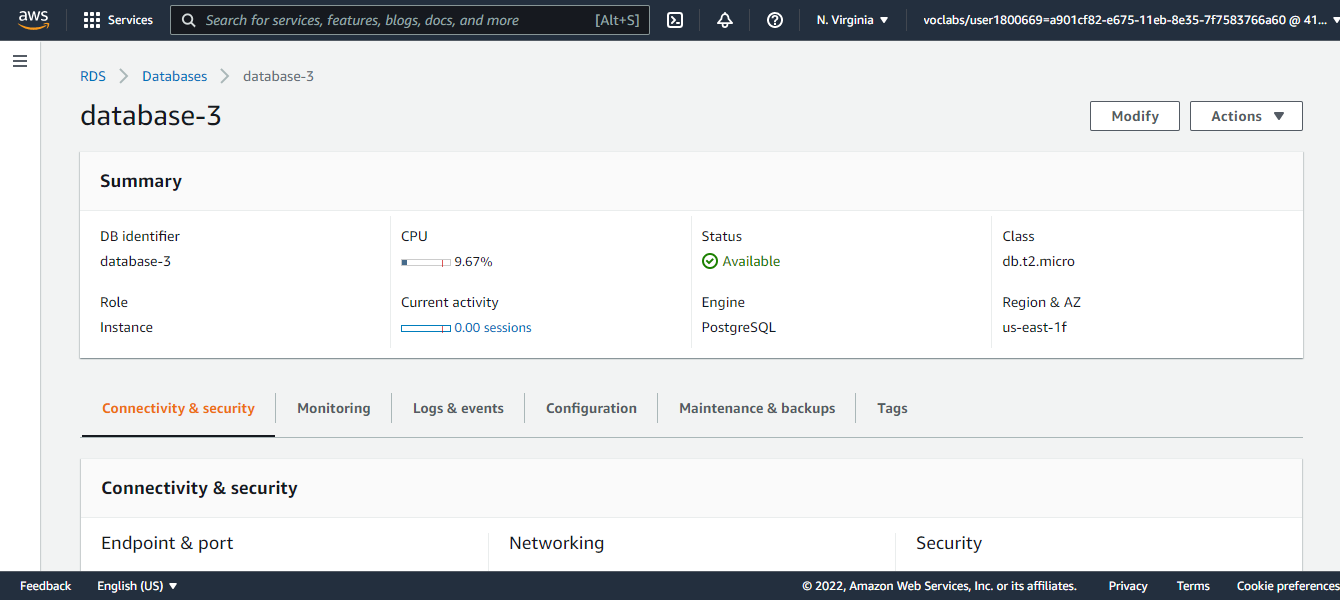 aws Services Search for services, features, blogs, docs, and more [Alt+S] N. Virginia voclabs/user1800669=a901cf82-e675-11eb-8e35-7f7583766a60 @ 41...
RDS Databases database-3
database-3
Modify Actions
Summary
DB identifier CPU Status Class
database-3 9.67% Available db.t2.micro
Role Current activity Engine Region & AZ
Instance 0.00 sessions PostgreSQL us-east-1f
Connectivity & security Monitoring Logs & events Configuration Maintenance & backups Tags
Connectivity & security
Endpoint & port Networking Security
Feedback English (US) © 2022, Amazon Web Services, Inc. or its affiliates. Privacy Terms Cookie preferences